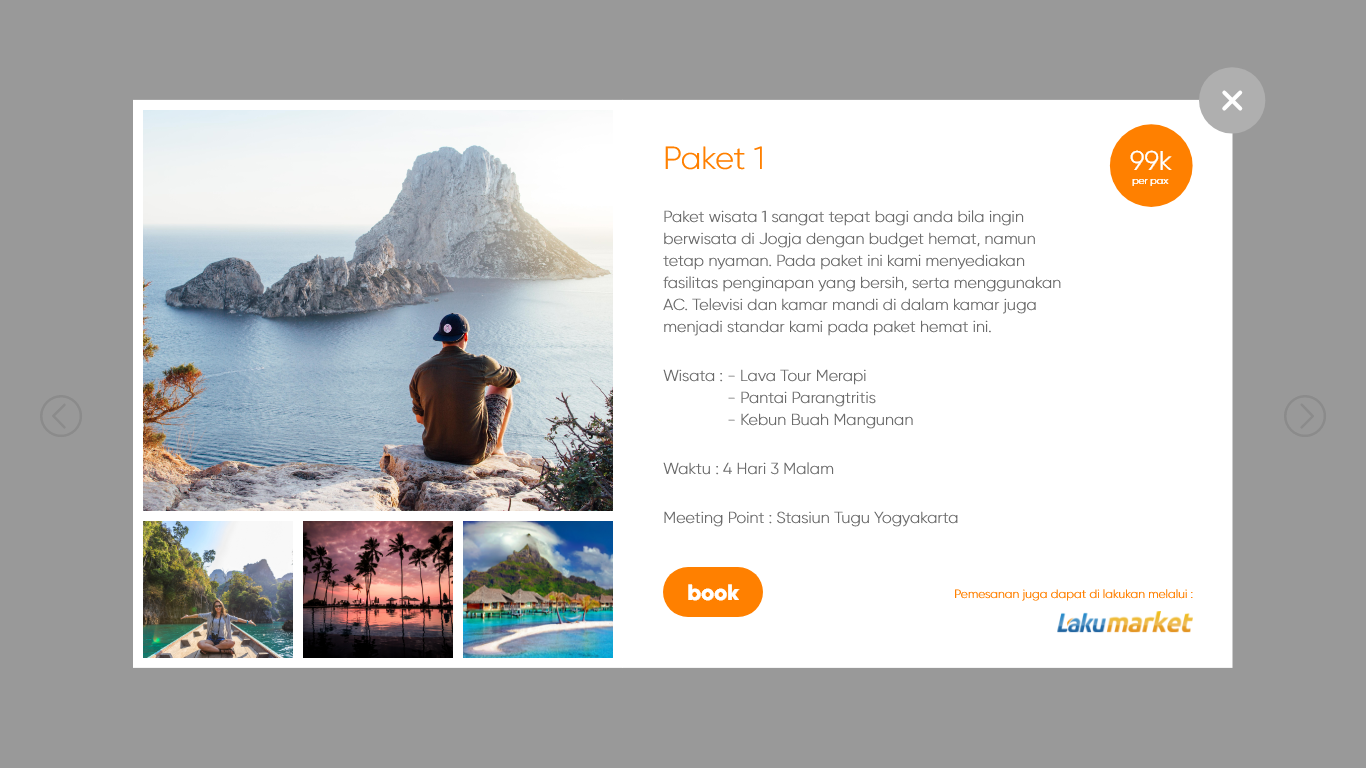 Paket 1
99k
per pax
Paket wisata 1 sangat tepat bagi anda bila ingin
berwisata di Jogja dengan budget hemat, namun
tetap nyaman. Pada paket ini kami menyediakan
fasilitas penginapan yang bersih, serta menggunakan
AC. Televisi dan kamar mandi di dalam kamar juga
menjadi standar kami pada paket hemat ini.
Wisata : - Lava Tour Merapi
- Pantai Parangtritis
- Kebun Buah Mangunan
Waktu : 4 Hari 3 Malam
Meeting Point : Stasiun Tugu Yogyakarta
book
Pemesanan juga dapat di lakukan melalui :
Lakumarket